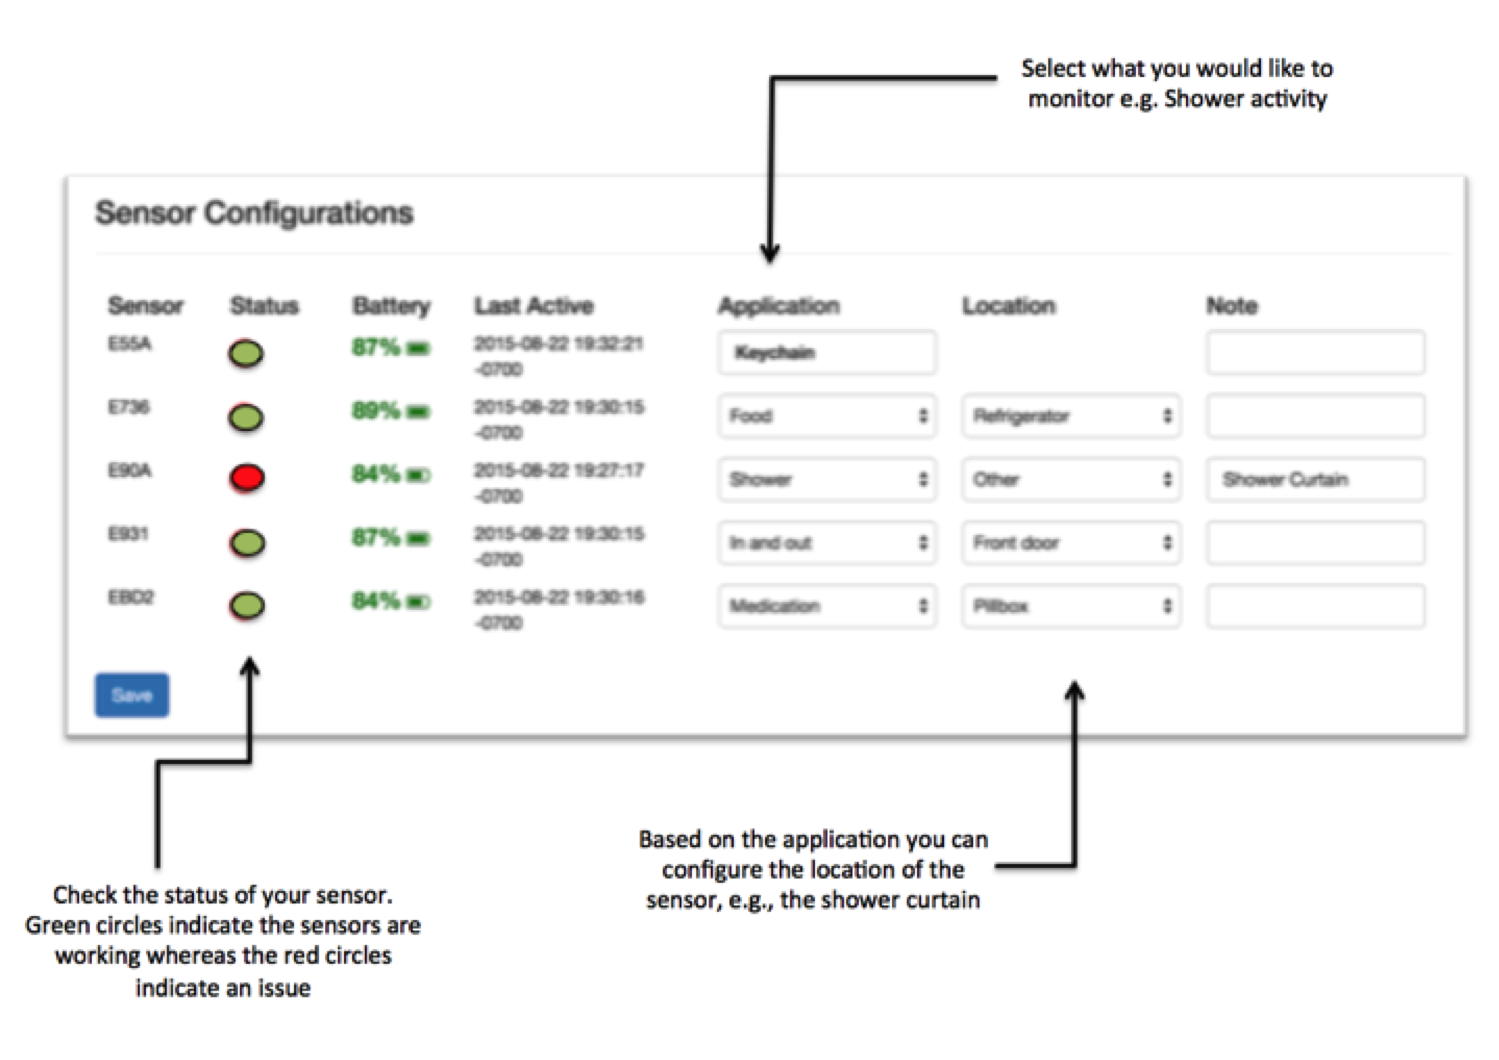 Select what you would like to
monitor e.g. Shower activity
Sensor Configurations
Sensor Status Battery Last Active Application Location Note
E55A 87% 2015-08-22 19:32:21 Keychain
-0700
E736 89% 2015-08-22 19:30:15 Food Refrigerator
-0700
E90A 84% 2015-08-22 19:27:17 Shower Other Shower Curtain
-0700
E931 87% 2015-08-22 19:30:15 In and out Front door
-0700
EBD2 84% 2015-08-22 19:30:16 Medication Pillbox
-0700
Save
Based on the application you can
configure the location of the
sensor, e.g., the shower curtain
Check the status of your sensor.
Green circles indicate the sensors are
working whereas the red circles
indicate an issue